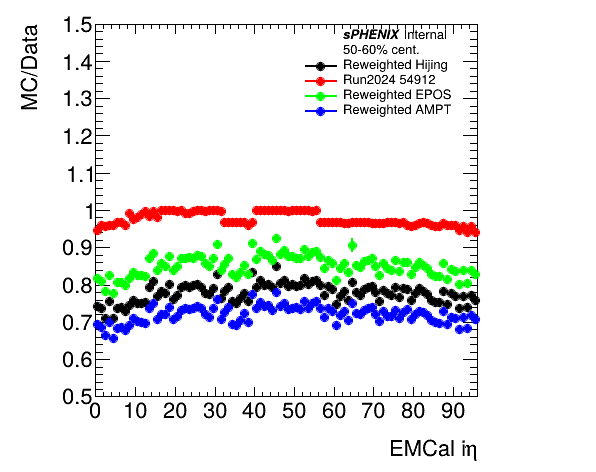 MC/Data
1.5
1.4
1.3
1.2
1.1
1
0.9
0.8
0.7
0.6
0.5
sPHENIX Internal
50-60% cent.
Reweighted Hijing
Run2024 54912
Reweighted EPOS
Reweighted AMPT
0 10 20 30 40 50 60 70 80 90
EMCal iη